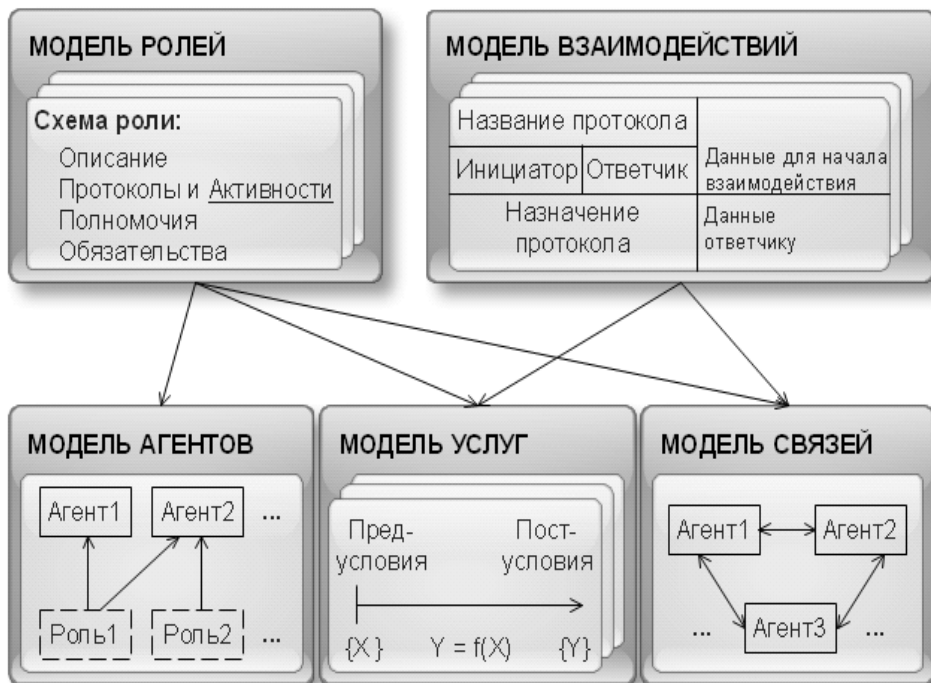 МОДЕЛЬ РОЛЕЙ
Схема роли:
Описание
Протоколы и Активности
Полномочия
Обязательства
МОДЕЛЬ ВЗАИМОДЕЙСТВИЙ
Название протокола
Инициатор
Ответчик
Данные для начала
взаимодействия
Назначение
протокола
Данные
ответчику
МОДЕЛЬ АГЕНТОВ
Агент1
Агент2
...
Роль1
Роль2
...
МОДЕЛЬ УСЛУГ
Пред-
условия
Пост-
условия
{X}
Y = f(X)
{Y}
МОДЕЛЬ СВЯЗЕЙ
Агент1
Агент2
...
Агент3
...